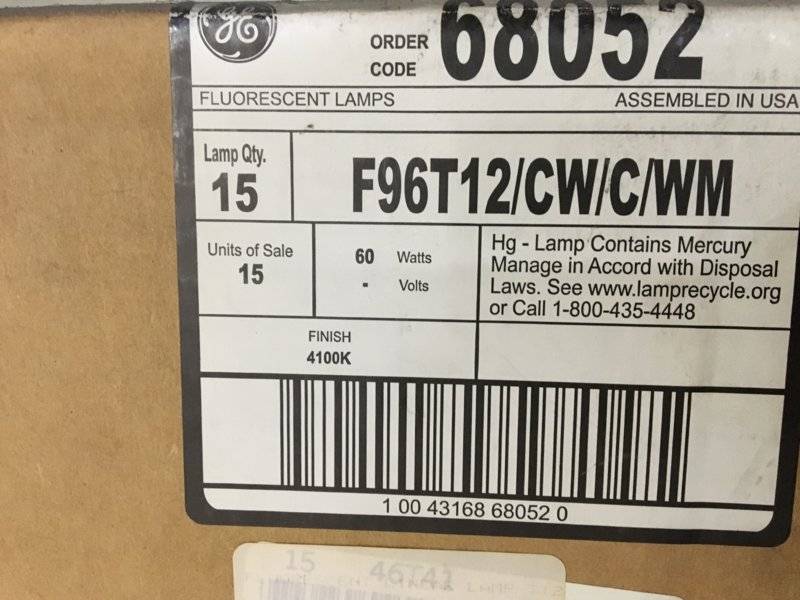 GE
ORDER CODE 68052
FLUORESCENT LAMPS ASSEMBLED IN USA
Lamp Qty.
15
F96T12/CW/C/WM
Units of Sale
15
60 Watts
- Volts
Hg - Lamp Contains Mercury
Manage in Accord with Disposal
Laws. See www.lamprecycle.org
or Call 1-800-435-4448
FINISH
4100K
1 00 43168 68052 0
15 46T41